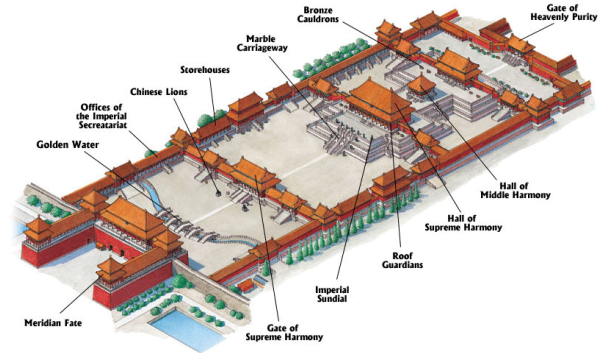 Bronze
Cauldrons
Gate of
Heavenly Purity
Marble
Carriageway
Storehouses
Chinese Lions
Offices of
the Imperial
Secreatariat
Golden Water
Hall of
Middle Harmony
Hall of
Supreme Harmony
Roof
Guardians
Imperial
Sundial
Meridian Fate
Gate of
Supreme Harmony